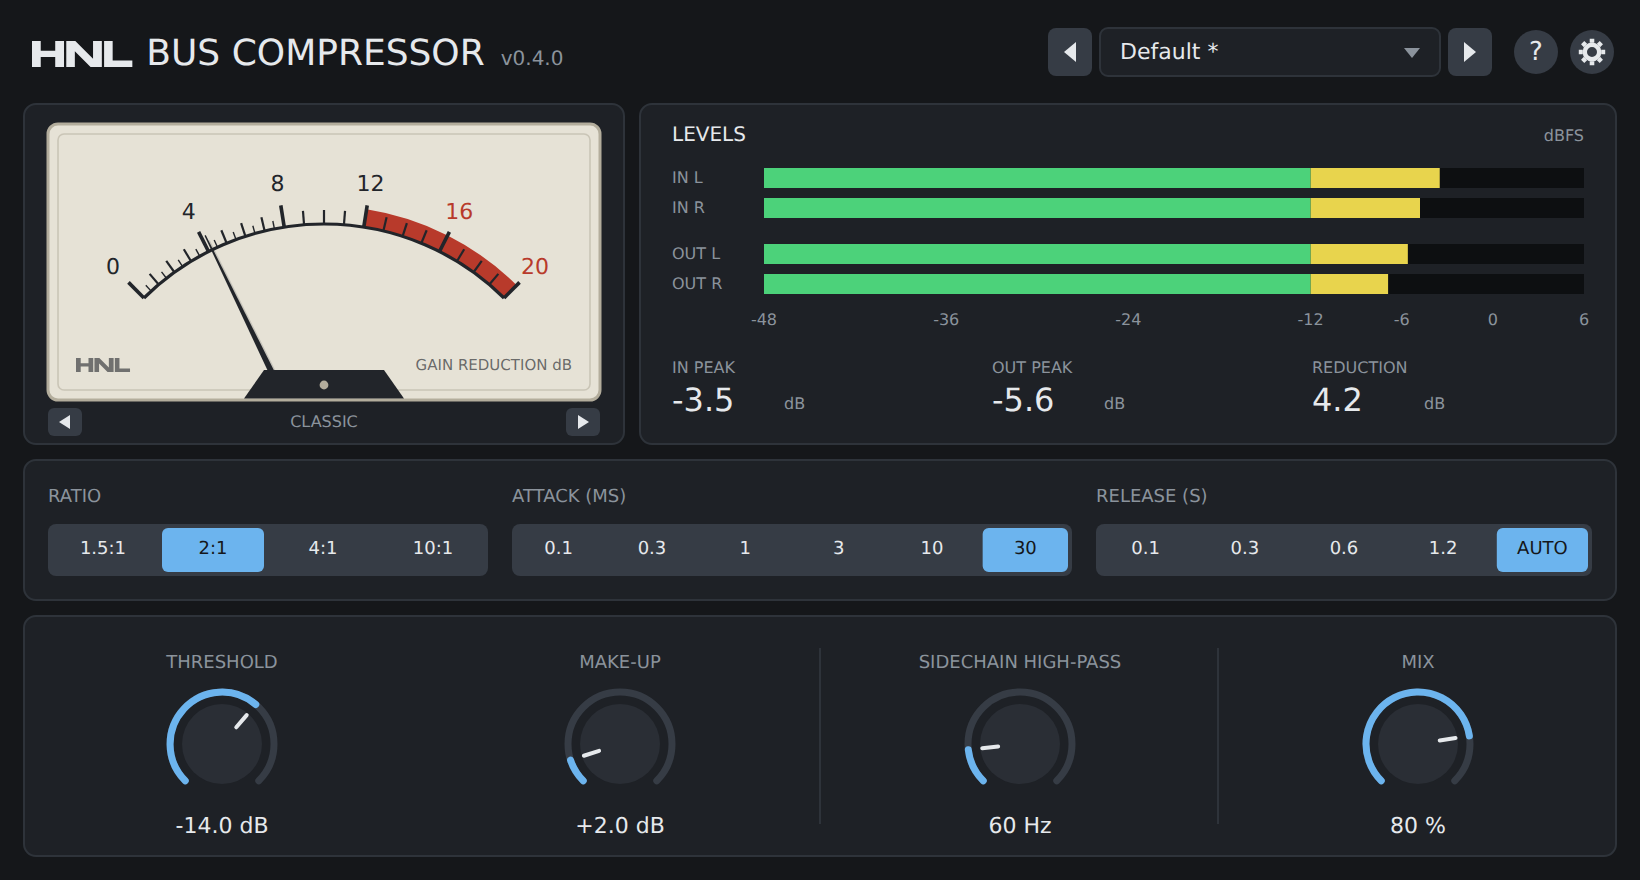 HNL BUS COMPRESSOR v0.4.0
Default *
?
0 4 8 12 16 20
HNL
GAIN REDUCTION dB
CLASSIC
LEVELS
dBFS
IN L
IN R
OUT L
OUT R
-48 -36 -24 -12 -6 0 6
IN PEAK
-3.5 dB
OUT PEAK
-5.6 dB
REDUCTION
4.2 dB
RATIO
1.5:1 2:1 4:1 10:1
ATTACK (MS)
0.1 0.3 1 3 10 30
RELEASE (S)
0.1 0.3 0.6 1.2 AUTO
THRESHOLD
-14.0 dB
MAKE-UP
+2.0 dB
SIDECHAIN HIGH-PASS
60 Hz
MIX
80 %